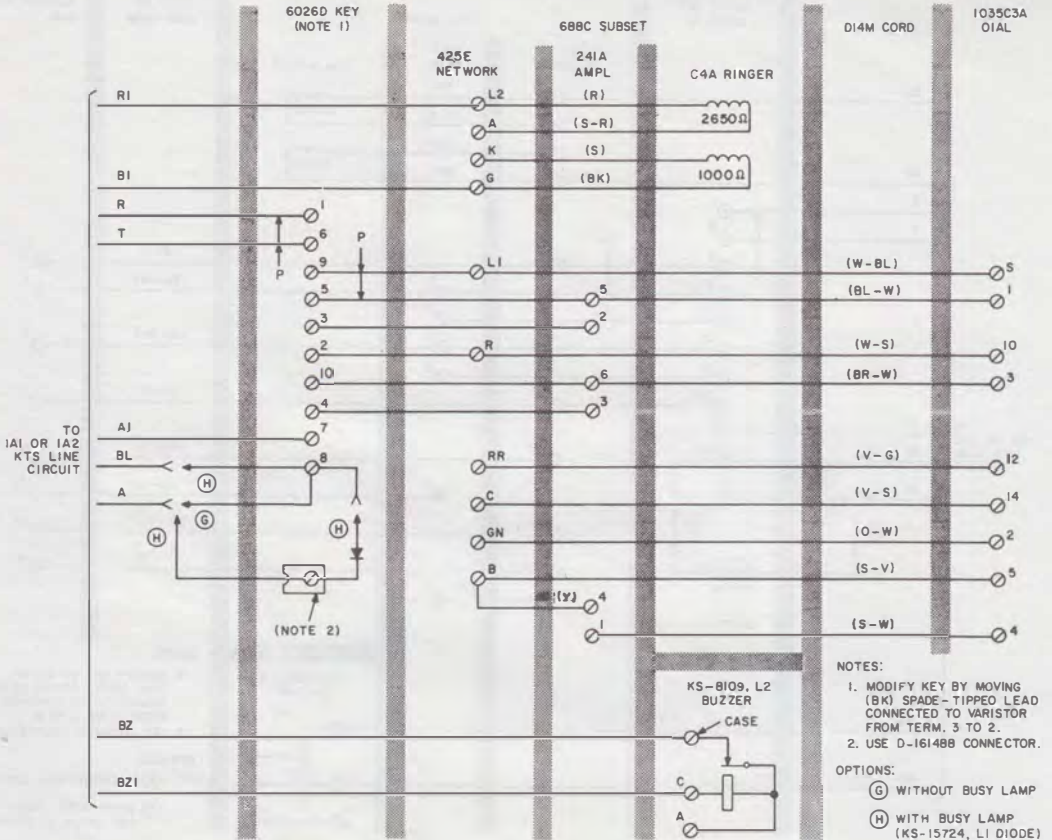 6026D KEY
(NOTE 1)
688C SUBSET
D14M CORD
1035C3A
OIAL
425E
NETWORK
241A
AMPL
C4A RINGER
R1
L2
(R)
2650Ω
A
(S-R)
K
(S)
1000Ω
B1
G
(BK)
R
1
T
6
P
P
9
L1
(W-BL)
S
5
5
(BL-W)
1
3
2
2
R
(W-S)
10
10
6
(BR-W)
3
4
3
TO
1A1 OR 1A2
KTS LINE
CIRCUIT
A1
7
BL
8
H
RR
(V-G)
12
A
G
C
(V-S)
14
H
H
GN
(O-W)
2
B
(S-V)
5
(NOTE 2)
(Y)
4
1
(S-W)
4
KS-8109, L2
BUZZER
CASE
BZ
BZ1
C
A
NOTES:
1. MODIFY KEY BY MOVING
(BK) SPADE-TIPPED LEAD
CONNECTED TO VARISTOR
FROM TERM. 3 TO 2.
2. USE D-161488 CONNECTOR.
OPTIONS:
G WITHOUT BUSY LAMP
H WITH BUSY LAMP
(KS-15724, L1 DIODE)